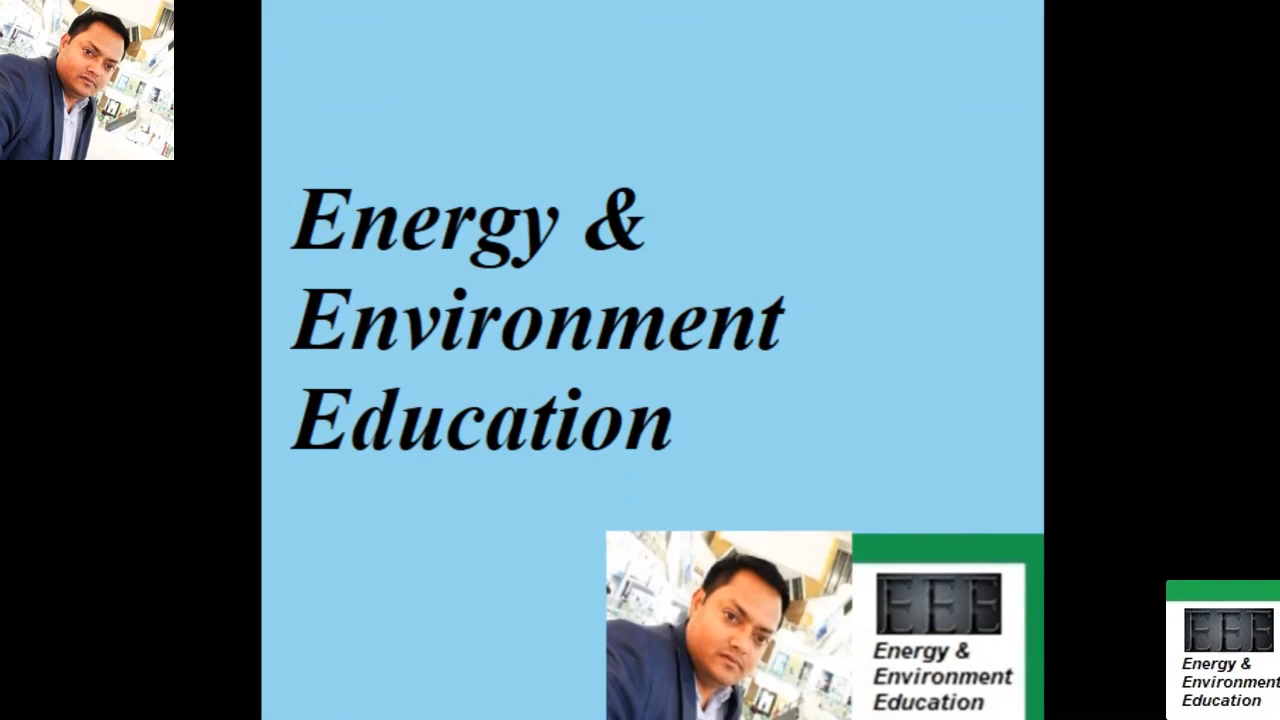 Energy &
Environment
Education
EEE
Energy &
Environment
Education
EEE
Energy &
Environment
Education